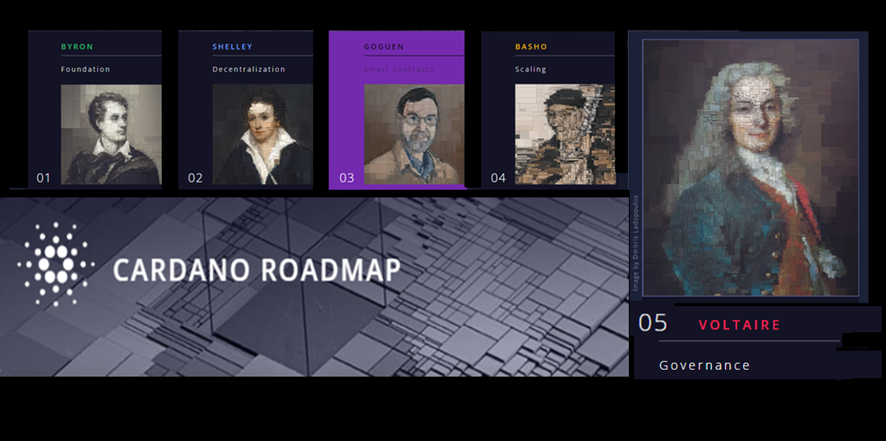 BYRON
Foundation
01
SHELLEY
Decentralization
02
GOGUEN
Smart contracts
03
BASHO
Scaling
04
Image by Dmitris Ladopoulos
05
VOLTAIRE
Governance
CARDANO ROADMAP